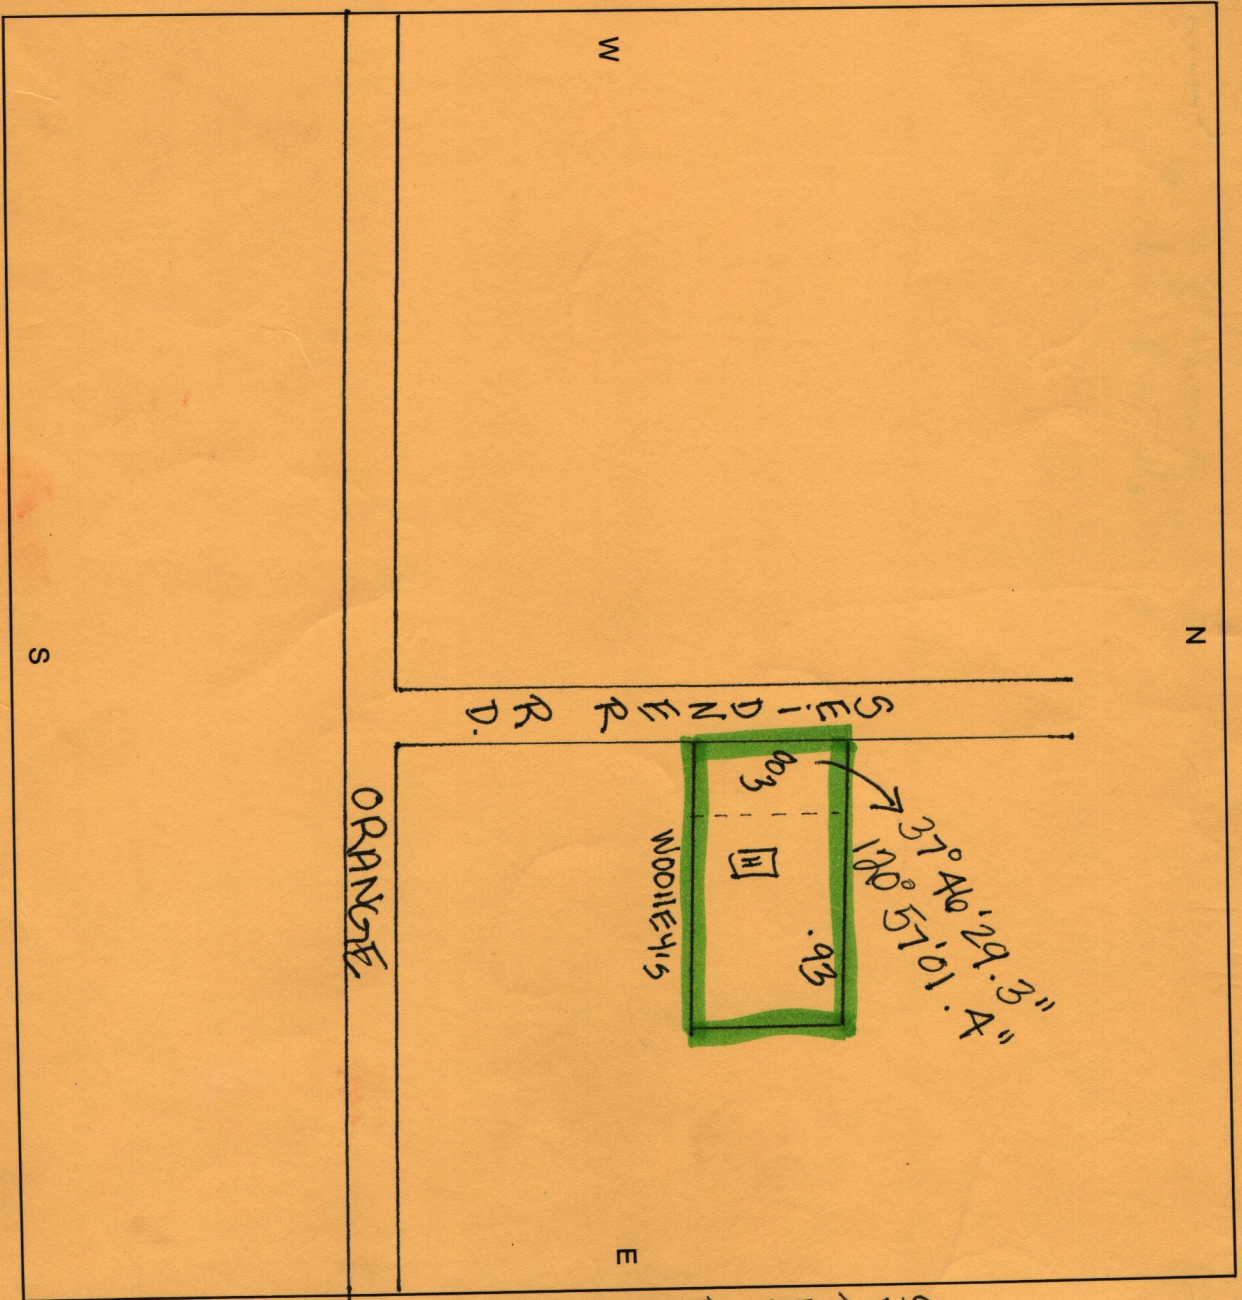 N
W
SEiDNER RD.
003
H
.93
37° 46' 29.3"
120° 57' 01.4"
WOOllEY'S
E
ORANGE
S